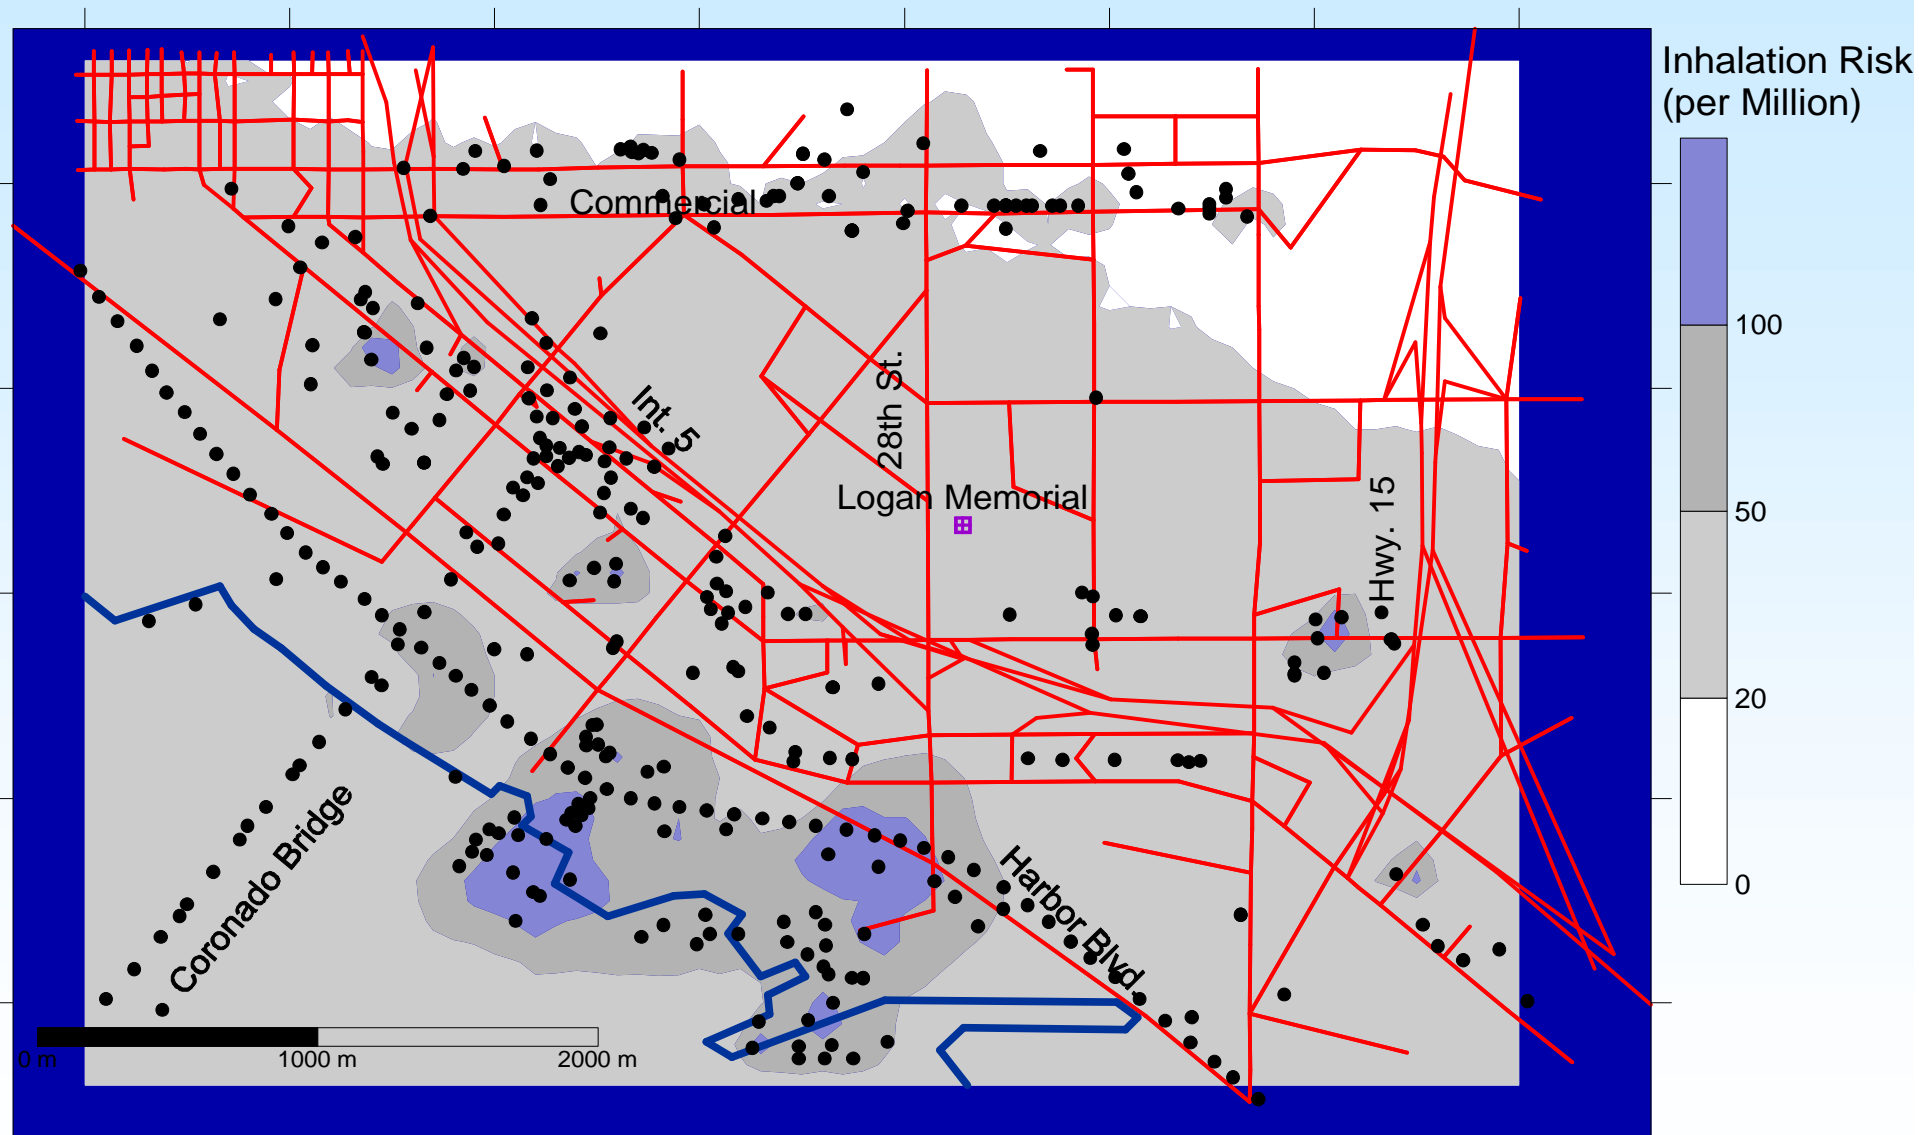 Inhalation Risk
(per Million)
Commercial
100
28th St.
Int. 5
Logan Memorial
50
Hwy. 15
20
Coronado Bridge
Harbor Blvd.
0
0 m
1000 m
2000 m